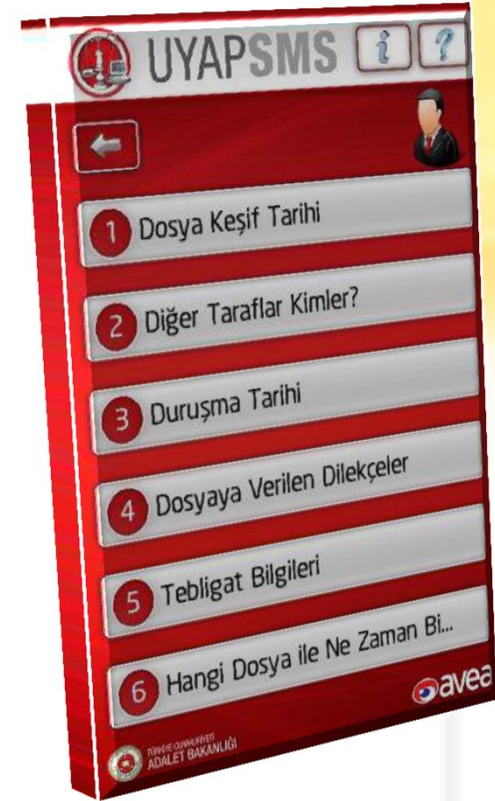 UYAPSMS i ?
1 Dosya Keşif Tarihi
2 Diğer Taraflar Kimler?
3 Duruşma Tarihi
4 Dosyaya Verilen Dilekçeler
5 Tebligat Bilgileri
6 Hangi Dosya ile Ne Zaman Bi...
avea
TÜRKİYE CUMHURİYETİ
ADALET BAKANLIĞI